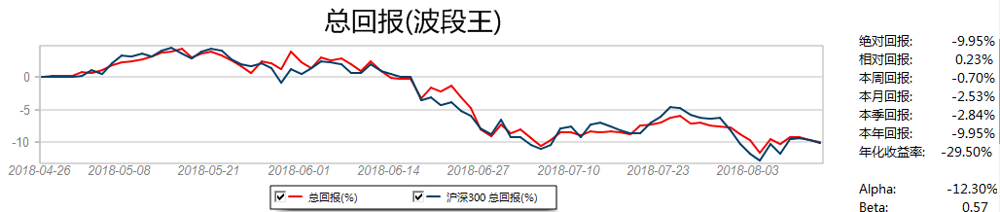 总回报(波段王)
0
-5
-10
2018-04-26 2018-05-08 2018-05-21 2018-06-01 2018-06-14 2018-06-27 2018-07-10 2018-07-23 2018-08-03
总回报(%) 沪深300 总回报(%)
绝对回报: -9.95%
相对回报: 0.23%
本周回报: -0.70%
本月回报: -2.53%
本季回报: -2.84%
本年回报: -9.95%
年化收益率: -29.50%
Alpha: -12.30%
Beta: 0.57